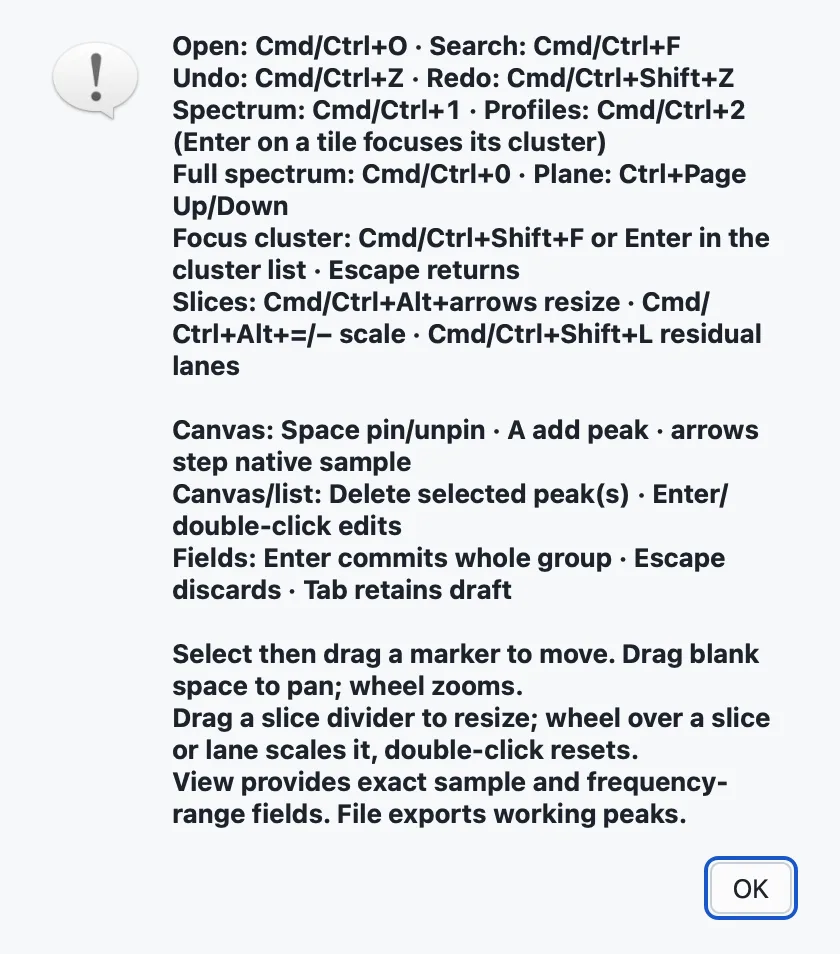 Open: Cmd/Ctrl+O · Search: Cmd/Ctrl+F
Undo: Cmd/Ctrl+Z · Redo: Cmd/Ctrl+Shift+Z
Spectrum: Cmd/Ctrl+1 · Profiles: Cmd/Ctrl+2
(Enter on a tile focuses its cluster)
Full spectrum: Cmd/Ctrl+0 · Plane: Ctrl+Page
Up/Down
Focus cluster: Cmd/Ctrl+Shift+F or Enter in the
cluster list · Escape returns
Slices: Cmd/Ctrl+Alt+arrows resize · Cmd/
Ctrl+Alt+=/− scale · Cmd/Ctrl+Shift+L residual
lanes
Canvas: Space pin/unpin · A add peak · arrows
step native sample
Canvas/list: Delete selected peak(s) · Enter/
double-click edits
Fields: Enter commits whole group · Escape
discards · Tab retains draft
Select then drag a marker to move. Drag blank
space to pan; wheel zooms.
Drag a slice divider to resize; wheel over a slice
or lane scales it, double-click resets.
View provides exact sample and frequency-
range fields. File exports working peaks.
OK